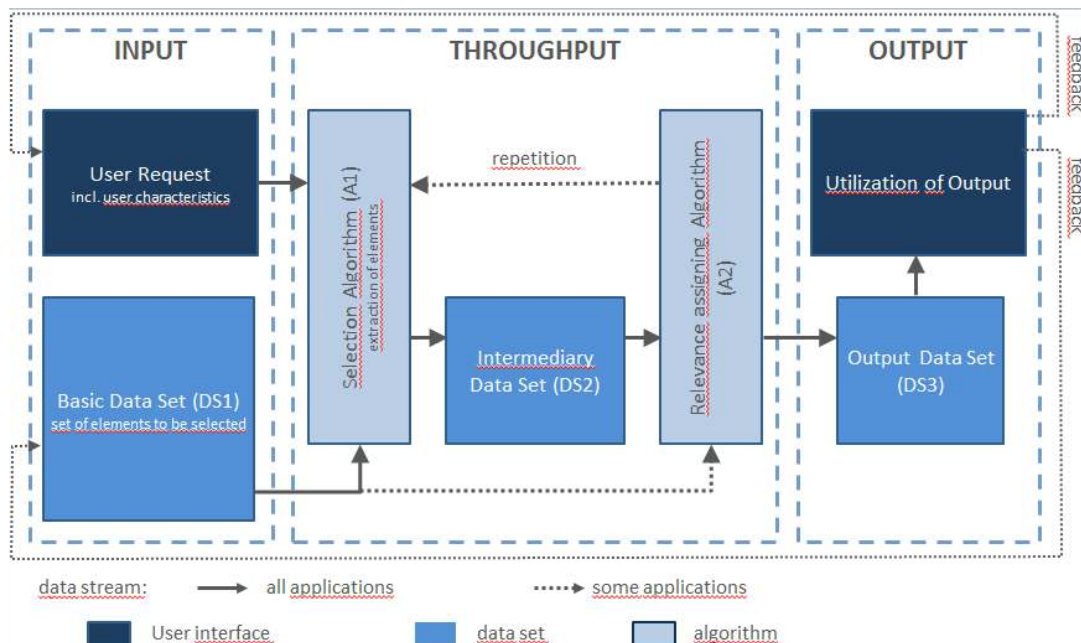 INPUT
THROUGHPUT
OUTPUT
feedback
feedback
User Request
incl. user characteristics
Basic Data Set (DS1)
set of elements to be selected
Selection Algorithm (A1)
extraction of elements
repetition
Intermediary
Data Set (DS2)
Relevance assigning Algorithm
(A2)
Utilization of Output
Output Data Set
(DS3)
data stream:
all applications
some applications
User interface
data set
algorithm